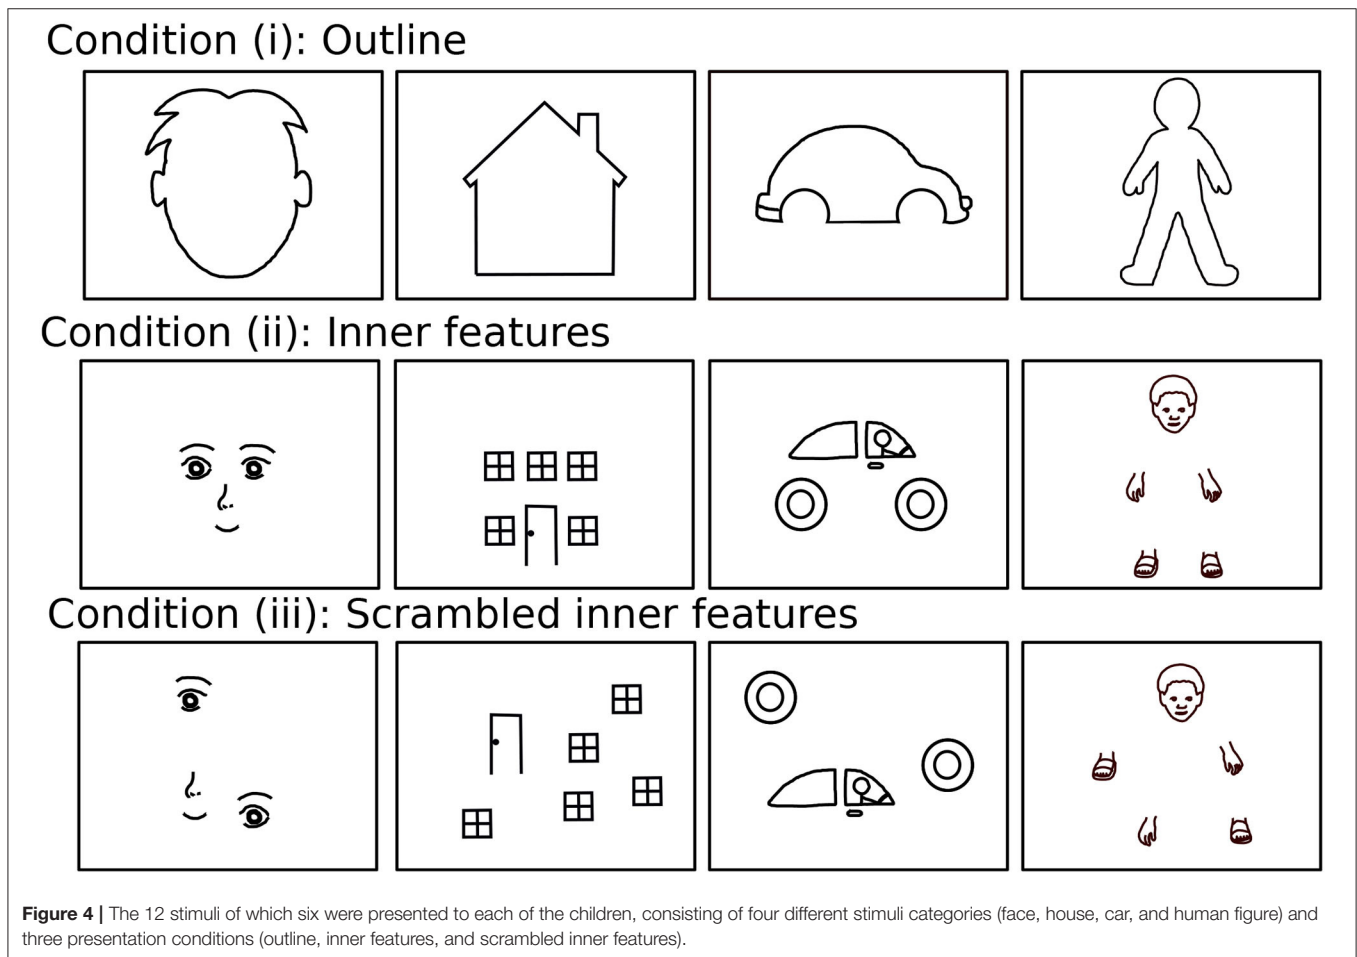 Condition (i): Outline
Condition (ii): Inner features
Condition (iii): Scrambled inner features
Figure 4 | The 12 stimuli of which six were presented to each of the children, consisting of four different stimuli categories (face, house, car, and human figure) and
three presentation conditions (outline, inner features, and scrambled inner features).